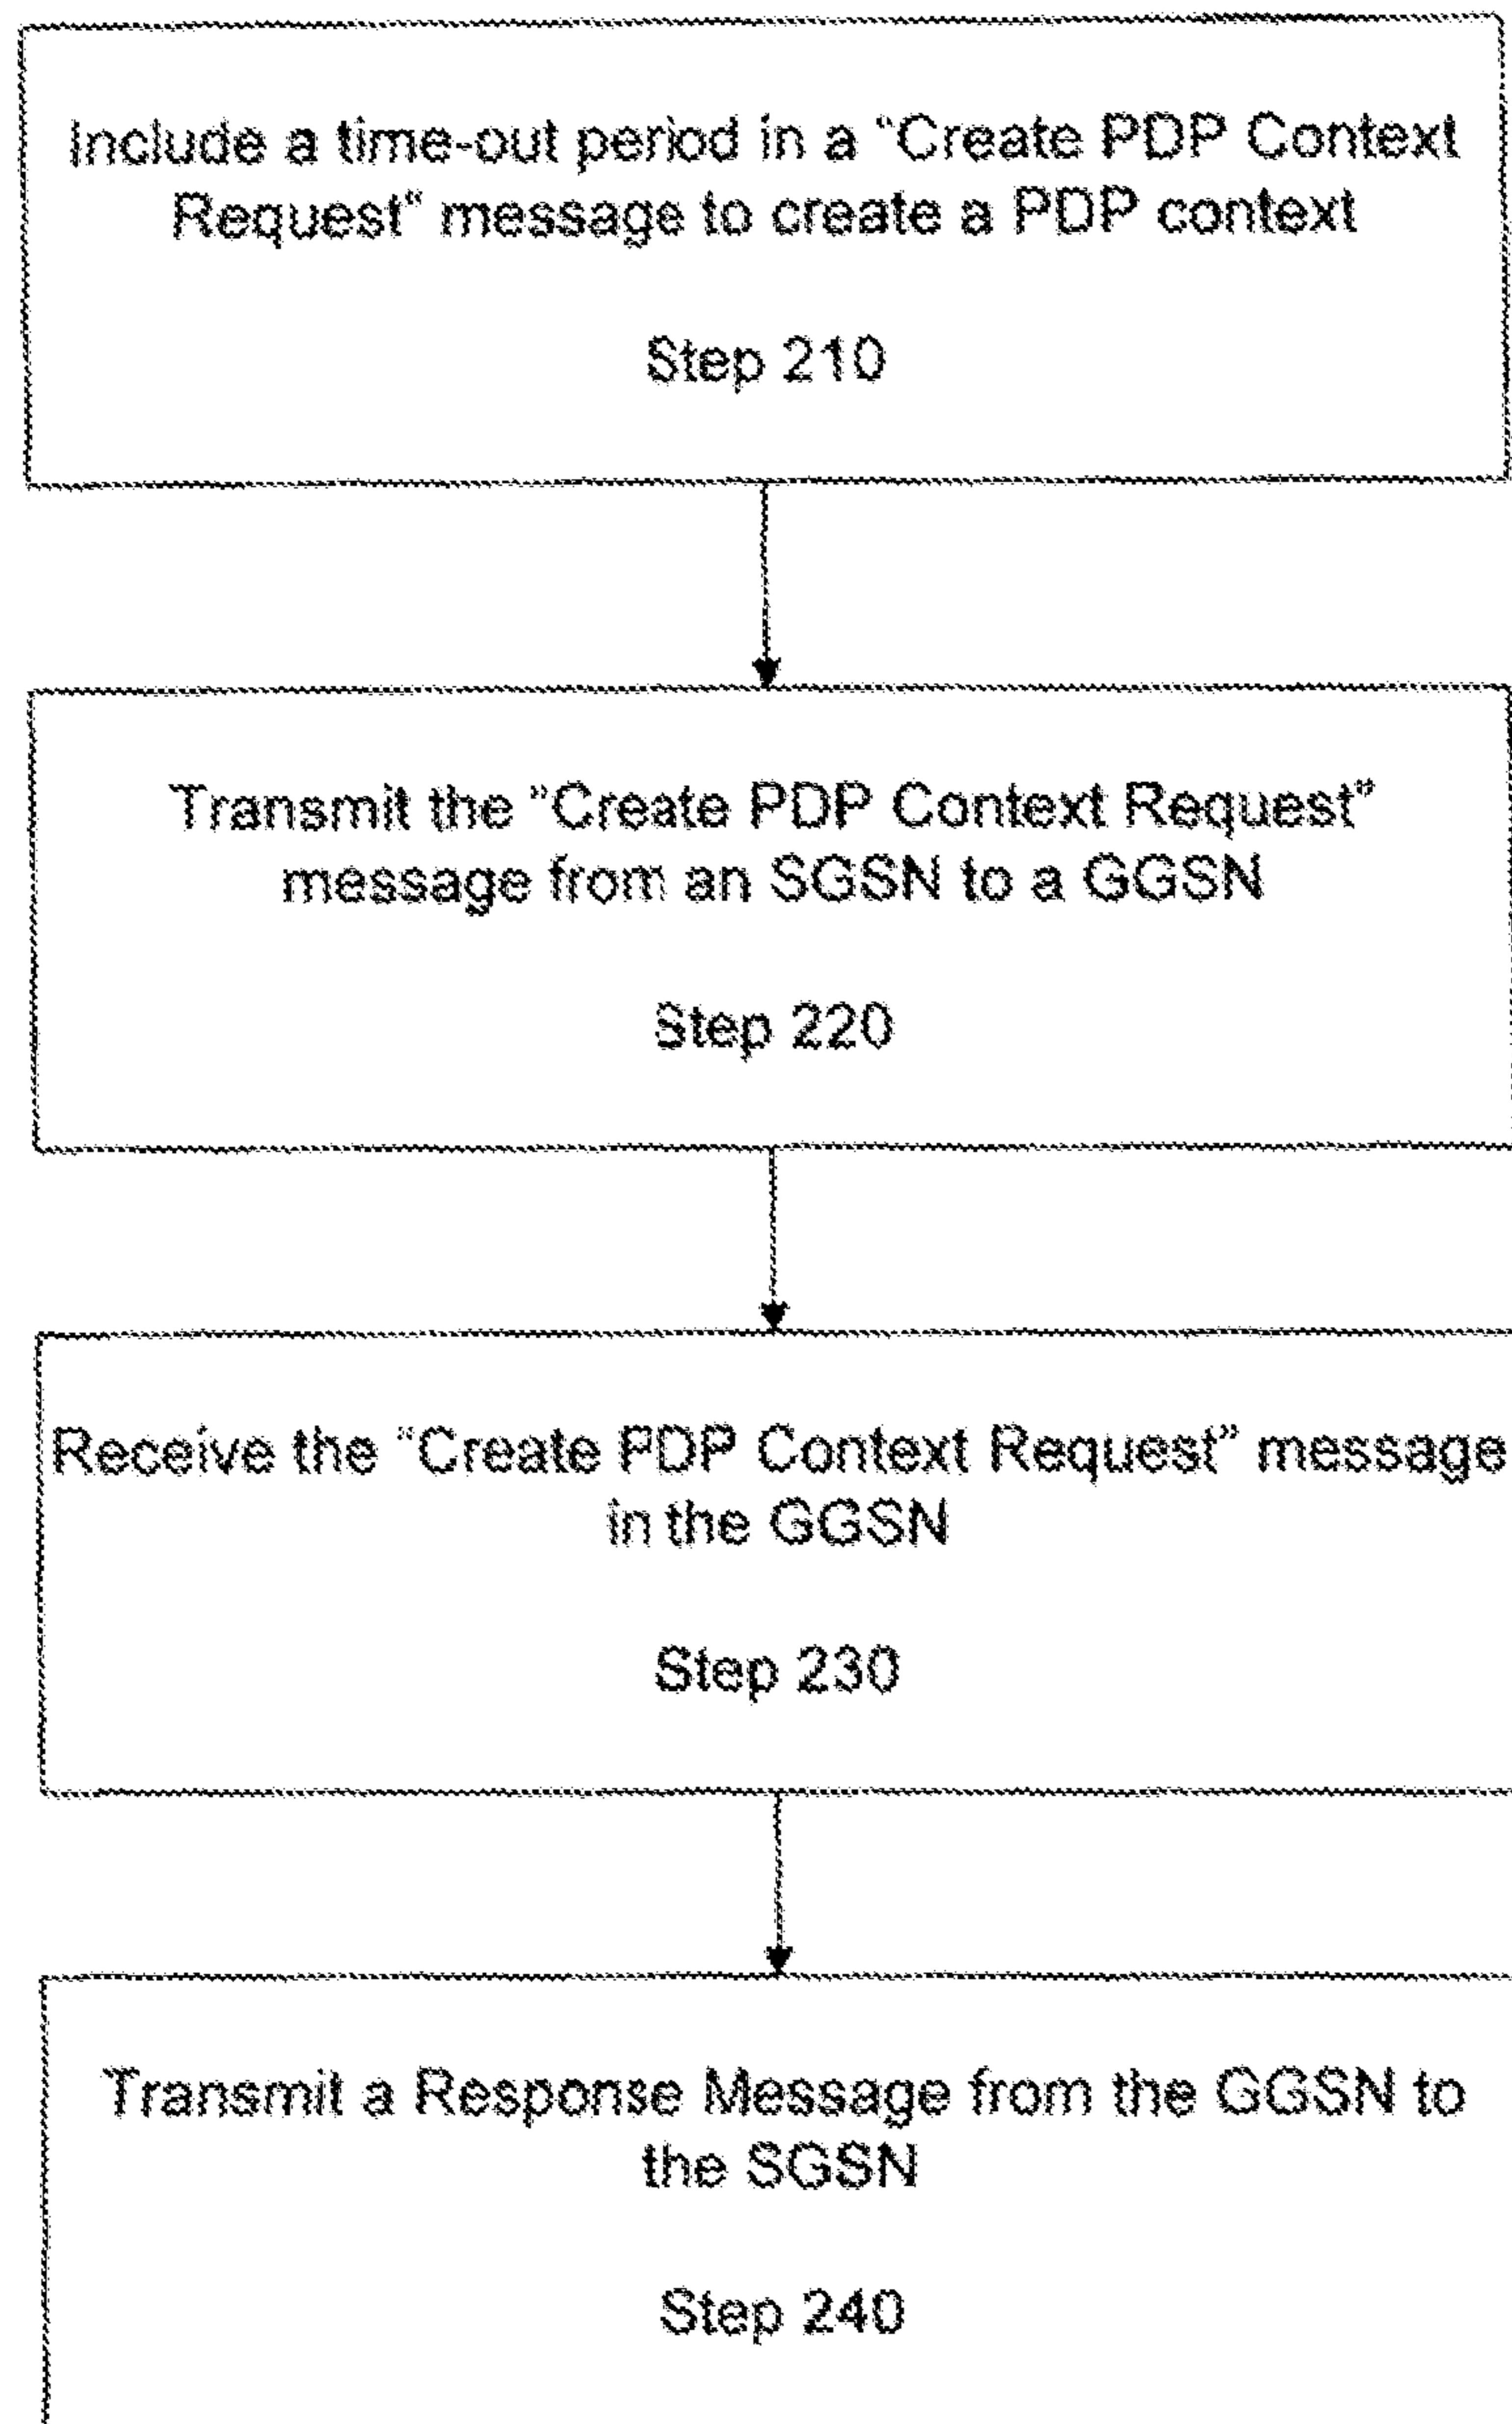 Include a time-out period in a "Create PDP Context
Request" message to create a PDP context
Step 210
Transmit the "Create PDP Context Request"
message from an SGSN to a GGSN
Step 220
Receive the "Create PDP Context Request" message
in the GGSN
Step 230
Transmit a Response Message from the GGSN to
the SGSN
Step 240